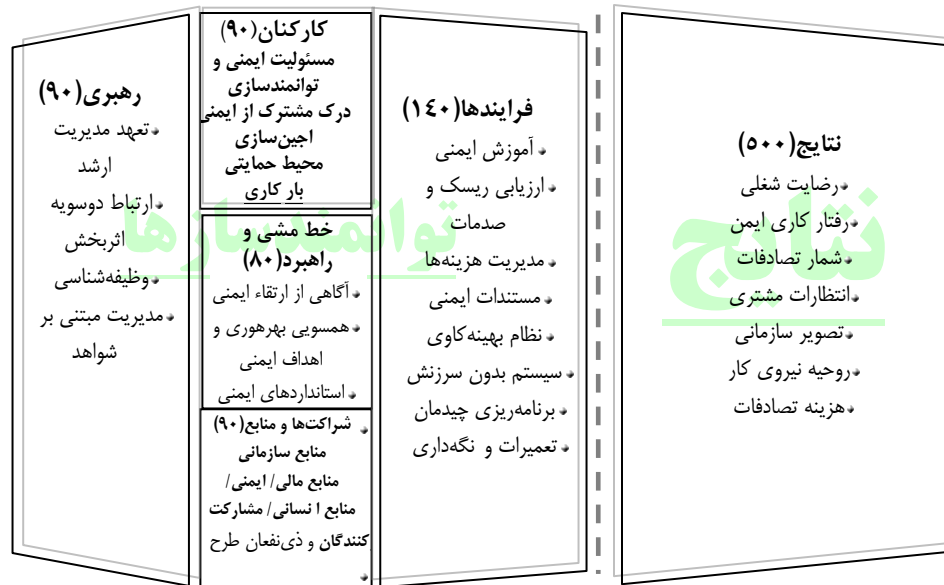 رهبری(۹۰)
تعهد مدیریت
ارشد
ارتباط دوسویه
اثربخش
وظیفه‌شناسی
مدیریت مبتنی بر
شواهد
کارکنان(۹۰)
مسئولیت ایمنی و
توانمندسازی
درک مشترک از ایمنی
اجین‌سازی
محیط حمایتی
بار کاری
خط مشی و
راهبرد(۸۰)
آگاهی از ارتقاء ایمنی
همسویی بهرهوری و
اهداف ایمنی
استانداردهای ایمنی
شراکت‌ها و منابع(۹۰)
منابع سازمانی
منابع مالی/ ایمنی/
منابع ا نسانی/ مشارکت
کنندگان و ذی‌نفعان طرح
توانمندسازها
فرایندها(۱۴۰)
آموزش ایمنی
ارزیابی ریسک و
صدمات
مدیریت هزینه‌ها
مستندات ایمنی
نظام بهینه‌کاوی
سیستم بدون سرزنش
برنامه‌ریزی چیدمان
تعمیرات و نگه‌داری
نتایج
نتایج(۵۰۰)
رضایت شغلی
رفتار کاری ایمن
شمار تصادفات
انتظارات مشتری
تصویر سازمانی
روحیه نیروی کار
هزینه تصادفات